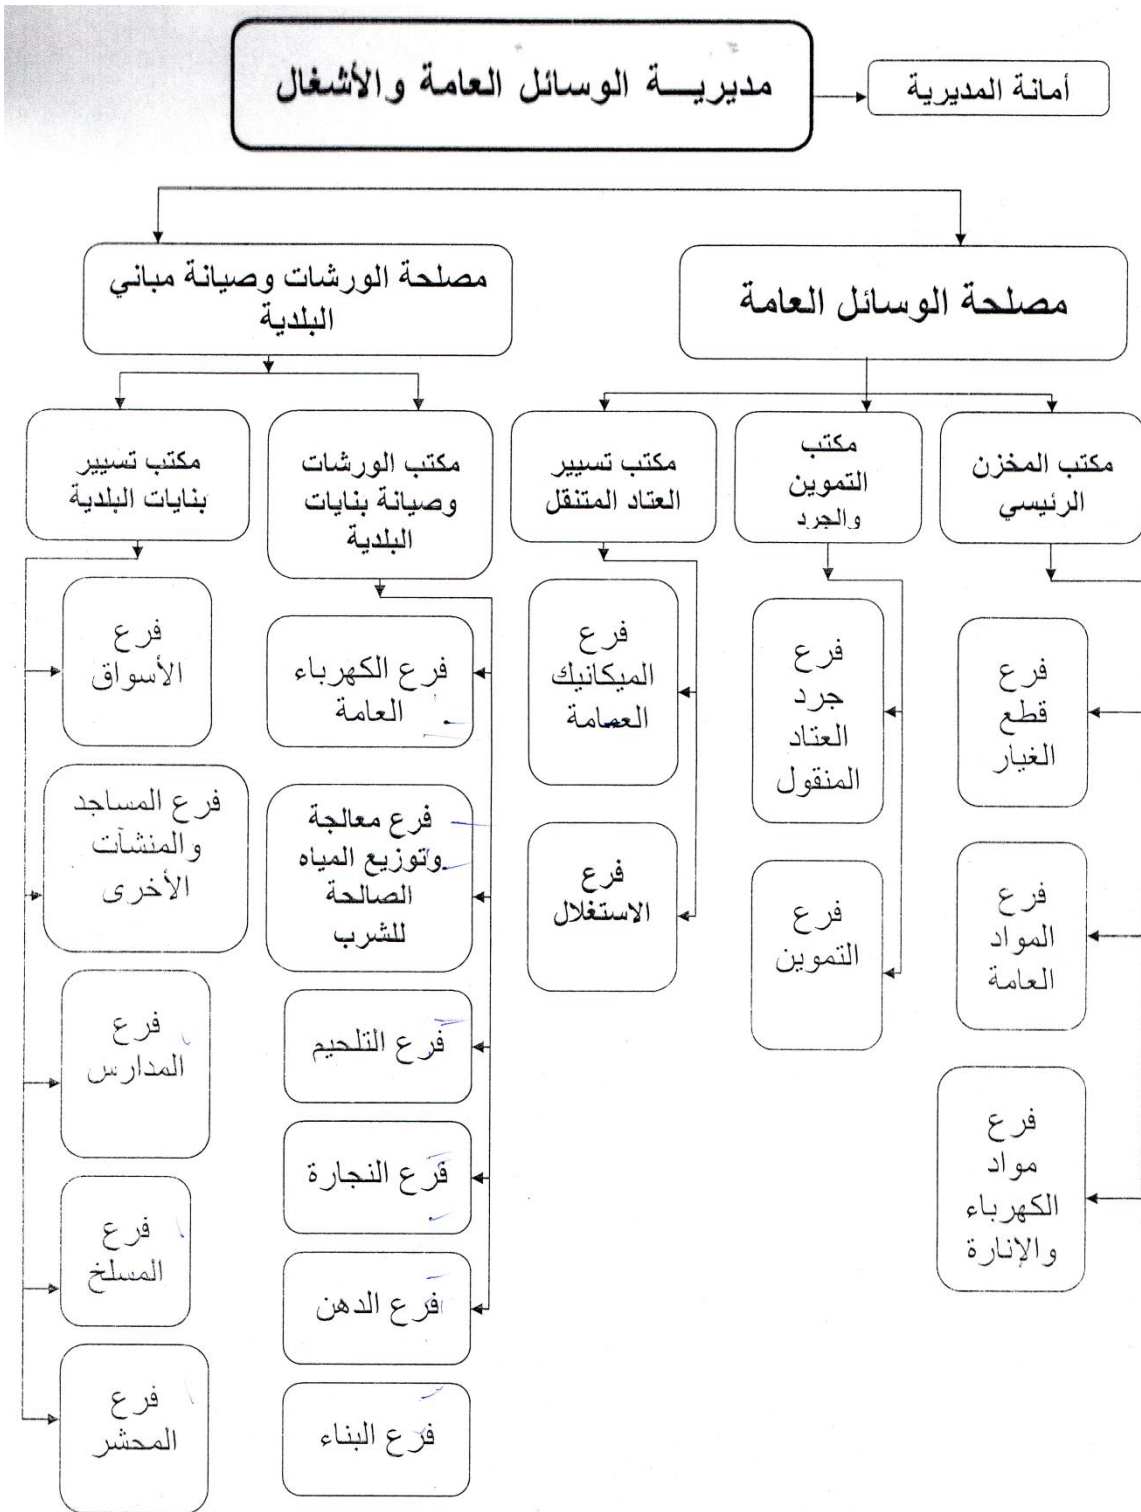 مديريـــة الوسائل العامة والأشغال
أمانة المديرية
مصلحة الوسائل العامة
مصلحة الورشات وصيانة مباني
البلدية
مكتب المخزن
الرئيسي
مكتب
التموين
والجرد
مكتب تسيير
العتاد المتنقل
مكتب الورشات
وصيانة بنايات
البلدية
مكتب تسيير
بنايات البلدية
فرع
قطع
الغيار
فرع
المواد
العامة
فرع
مواد
الكهرباء
والإنارة
فرع
جرد
العتاد
المنقول
فرع
التموين
فرع
الميكانيك
العامة
فرع
الاستغلال
فرع الكهرباء
العامة
فرع معالجة
وتوزيع المياه
الصالحة
للشرب
فرع التلحيم
فرع النجارة
فرع الدهن
فرع البناء
فرع
الأسواق
فرع المساجد
والمنشآت
الأخرى
فرع
المدارس
فرع
المسلخ
فرع
المحشر